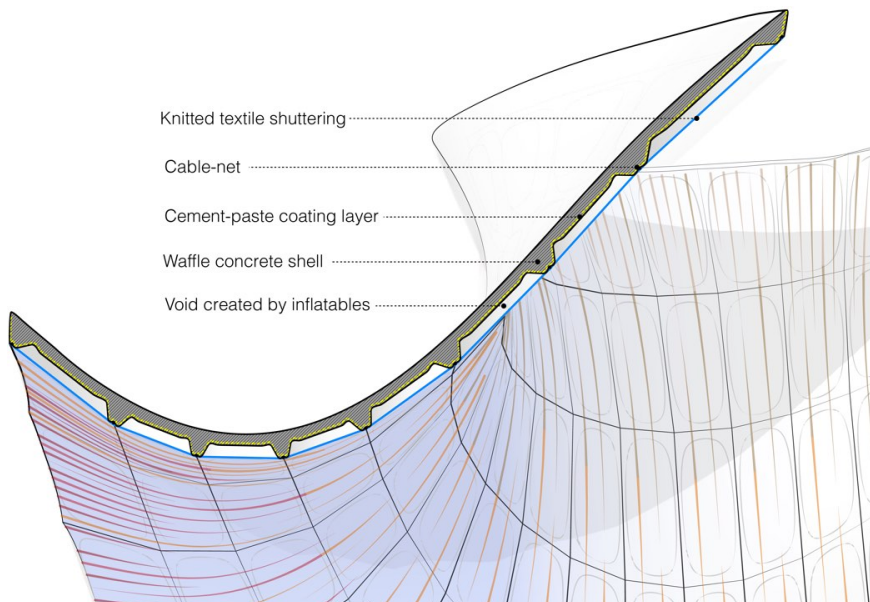 Knitted textile shuttering
Cable-net
Cement-paste coating layer
Waffle concrete shell
Void created by inflatables